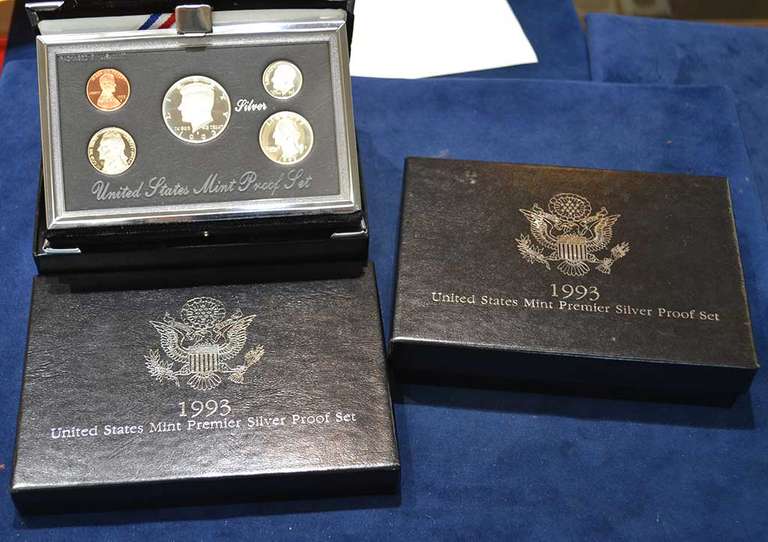 Silver
United States Mint Proof Set
1993
United States Mint Premier Silver Proof Set
1993
United States Mint Premier Silver Proof Set